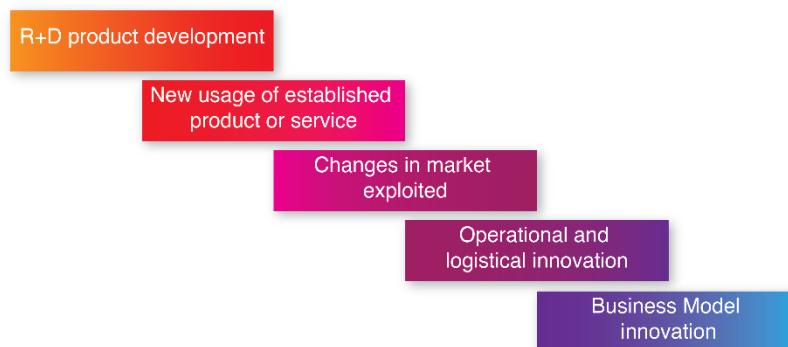 R+D product development
New usage of established
product or service
Changes in market
exploited
Operational and
logistical innovation
Business Model
innovation